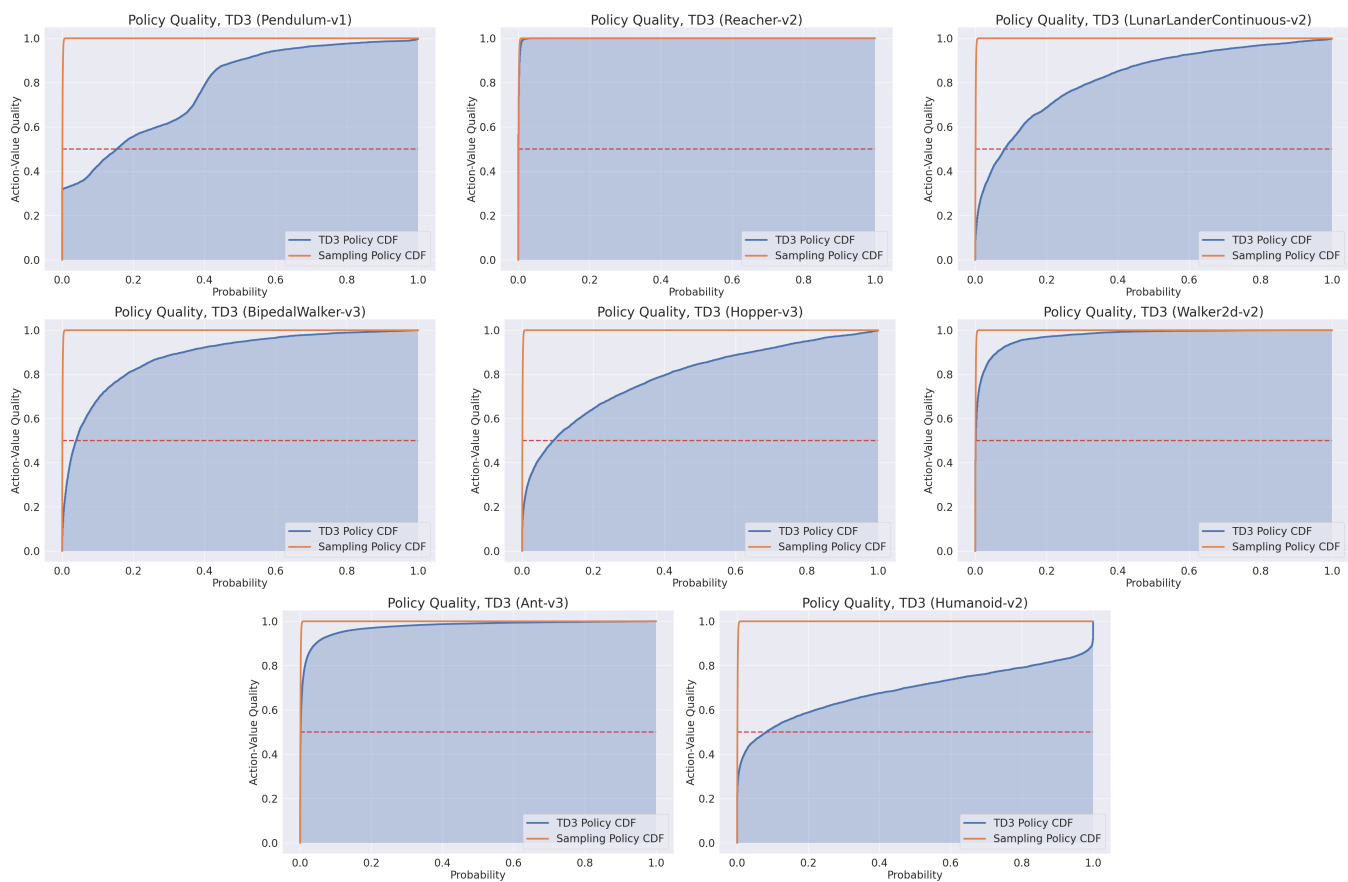 Policy Quality, TD3 (Pendulum-v1)
1.0
0.8
0.6
0.4
0.2
0.0
Action-Value Quality
TD3 Policy CDF
Sampling Policy CDF
0.0 0.2 0.4 0.6 0.8 1.0
Probability
Policy Quality, TD3 (Reacher-v2)
1.0
0.8
0.6
0.4
0.2
0.0
Action-Value Quality
TD3 Policy CDF
Sampling Policy CDF
0.0 0.2 0.4 0.6 0.8 1.0
Probability
Policy Quality, TD3 (LunarLanderContinuous-v2)
1.0
0.8
0.6
0.4
0.2
0.0
Action-Value Quality
TD3 Policy CDF
Sampling Policy CDF
0.0 0.2 0.4 0.6 0.8 1.0
Probability
Policy Quality, TD3 (BipedalWalker-v3)
1.0
0.8
0.6
0.4
0.2
0.0
Action-Value Quality
TD3 Policy CDF
Sampling Policy CDF
0.0 0.2 0.4 0.6 0.8 1.0
Probability
Policy Quality, TD3 (Hopper-v3)
1.0
0.8
0.6
0.4
0.2
0.0
Action-Value Quality
TD3 Policy CDF
Sampling Policy CDF
0.0 0.2 0.4 0.6 0.8 1.0
Probability
Policy Quality, TD3 (Walker2d-v2)
1.0
0.8
0.6
0.4
0.2
0.0
Action-Value Quality
TD3 Policy CDF
Sampling Policy CDF
0.0 0.2 0.4 0.6 0.8 1.0
Probability
Policy Quality, TD3 (Ant-v3)
1.0
0.8
0.6
0.4
0.2
0.0
Action-Value Quality
TD3 Policy CDF
Sampling Policy CDF
0.0 0.2 0.4 0.6 0.8 1.0
Probability
Policy Quality, TD3 (Humanoid-v2)
1.0
0.8
0.6
0.4
0.2
0.0
Action-Value Quality
TD3 Policy CDF
Sampling Policy CDF
0.0 0.2 0.4 0.6 0.8 1.0
Probability